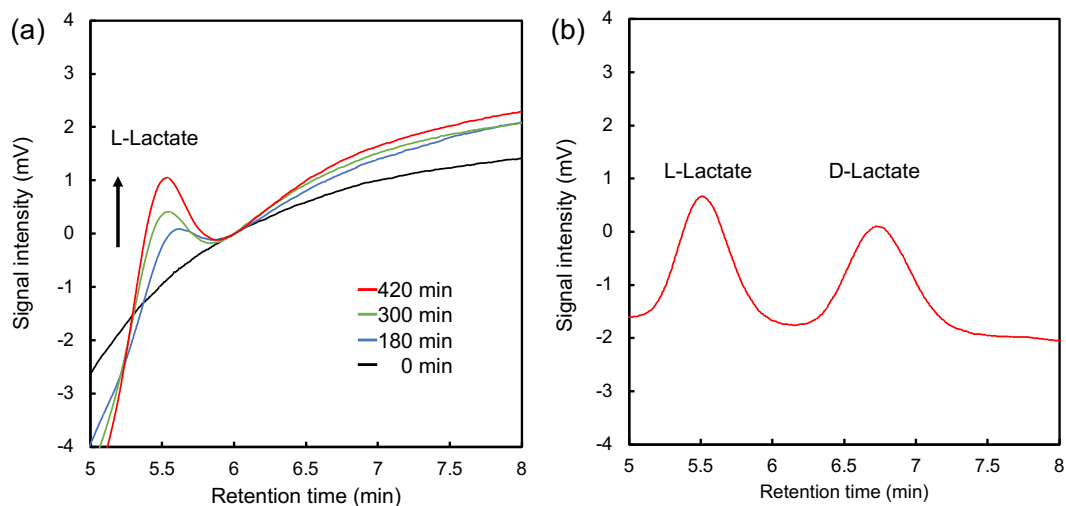 (a)
4
3
2
1
0
-1
-2
-3
-4
Signal intensity (mV)
L-Lactate
420 min
300 min
180 min
0 min
5
5.5
6
6.5
7
7.5
8
Retention time (min)
(b)
4
3
2
1
0
-1
-2
-3
-4
Signal intensity (mV)
L-Lactate
D-Lactate
5
5.5
6
6.5
7
7.5
8
Retention time (min)